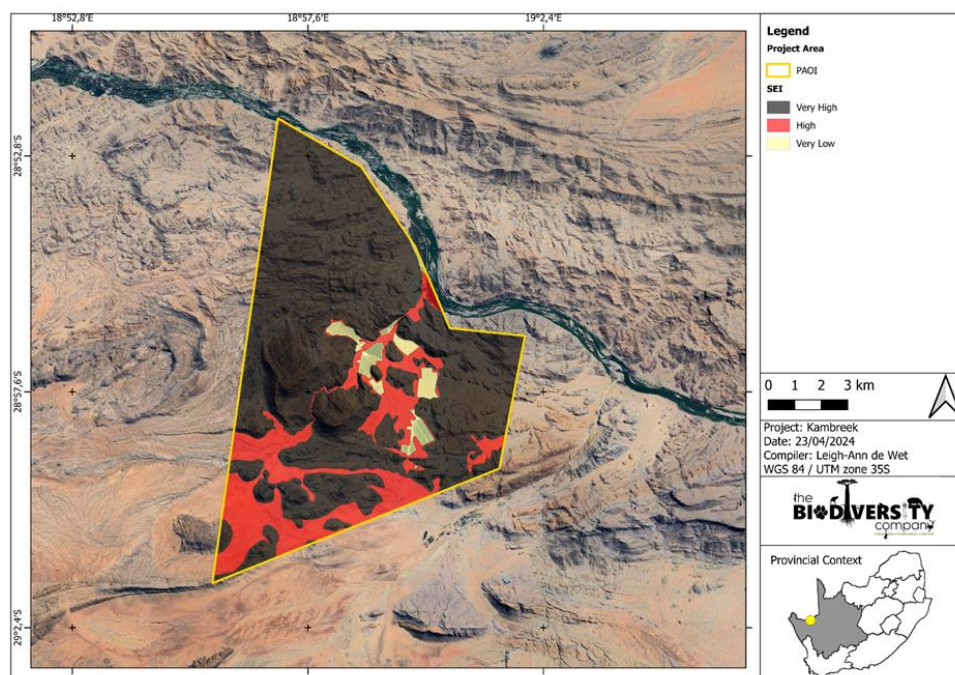 18°52,8'E
18°57,6'E
19°2,4'E
28°52,8'S
28°57,6'S
29°2,4'S
Legend
Project Area
PAOI
SEI
Very High
High
Very Low
0 1 2 3 km
Project: Kambreek
Date: 23/04/2024
Compiler: Leigh-Ann de Wet
WGS 84 / UTM zone 35S
the
BIODIVERSITY
company
Provincial Context